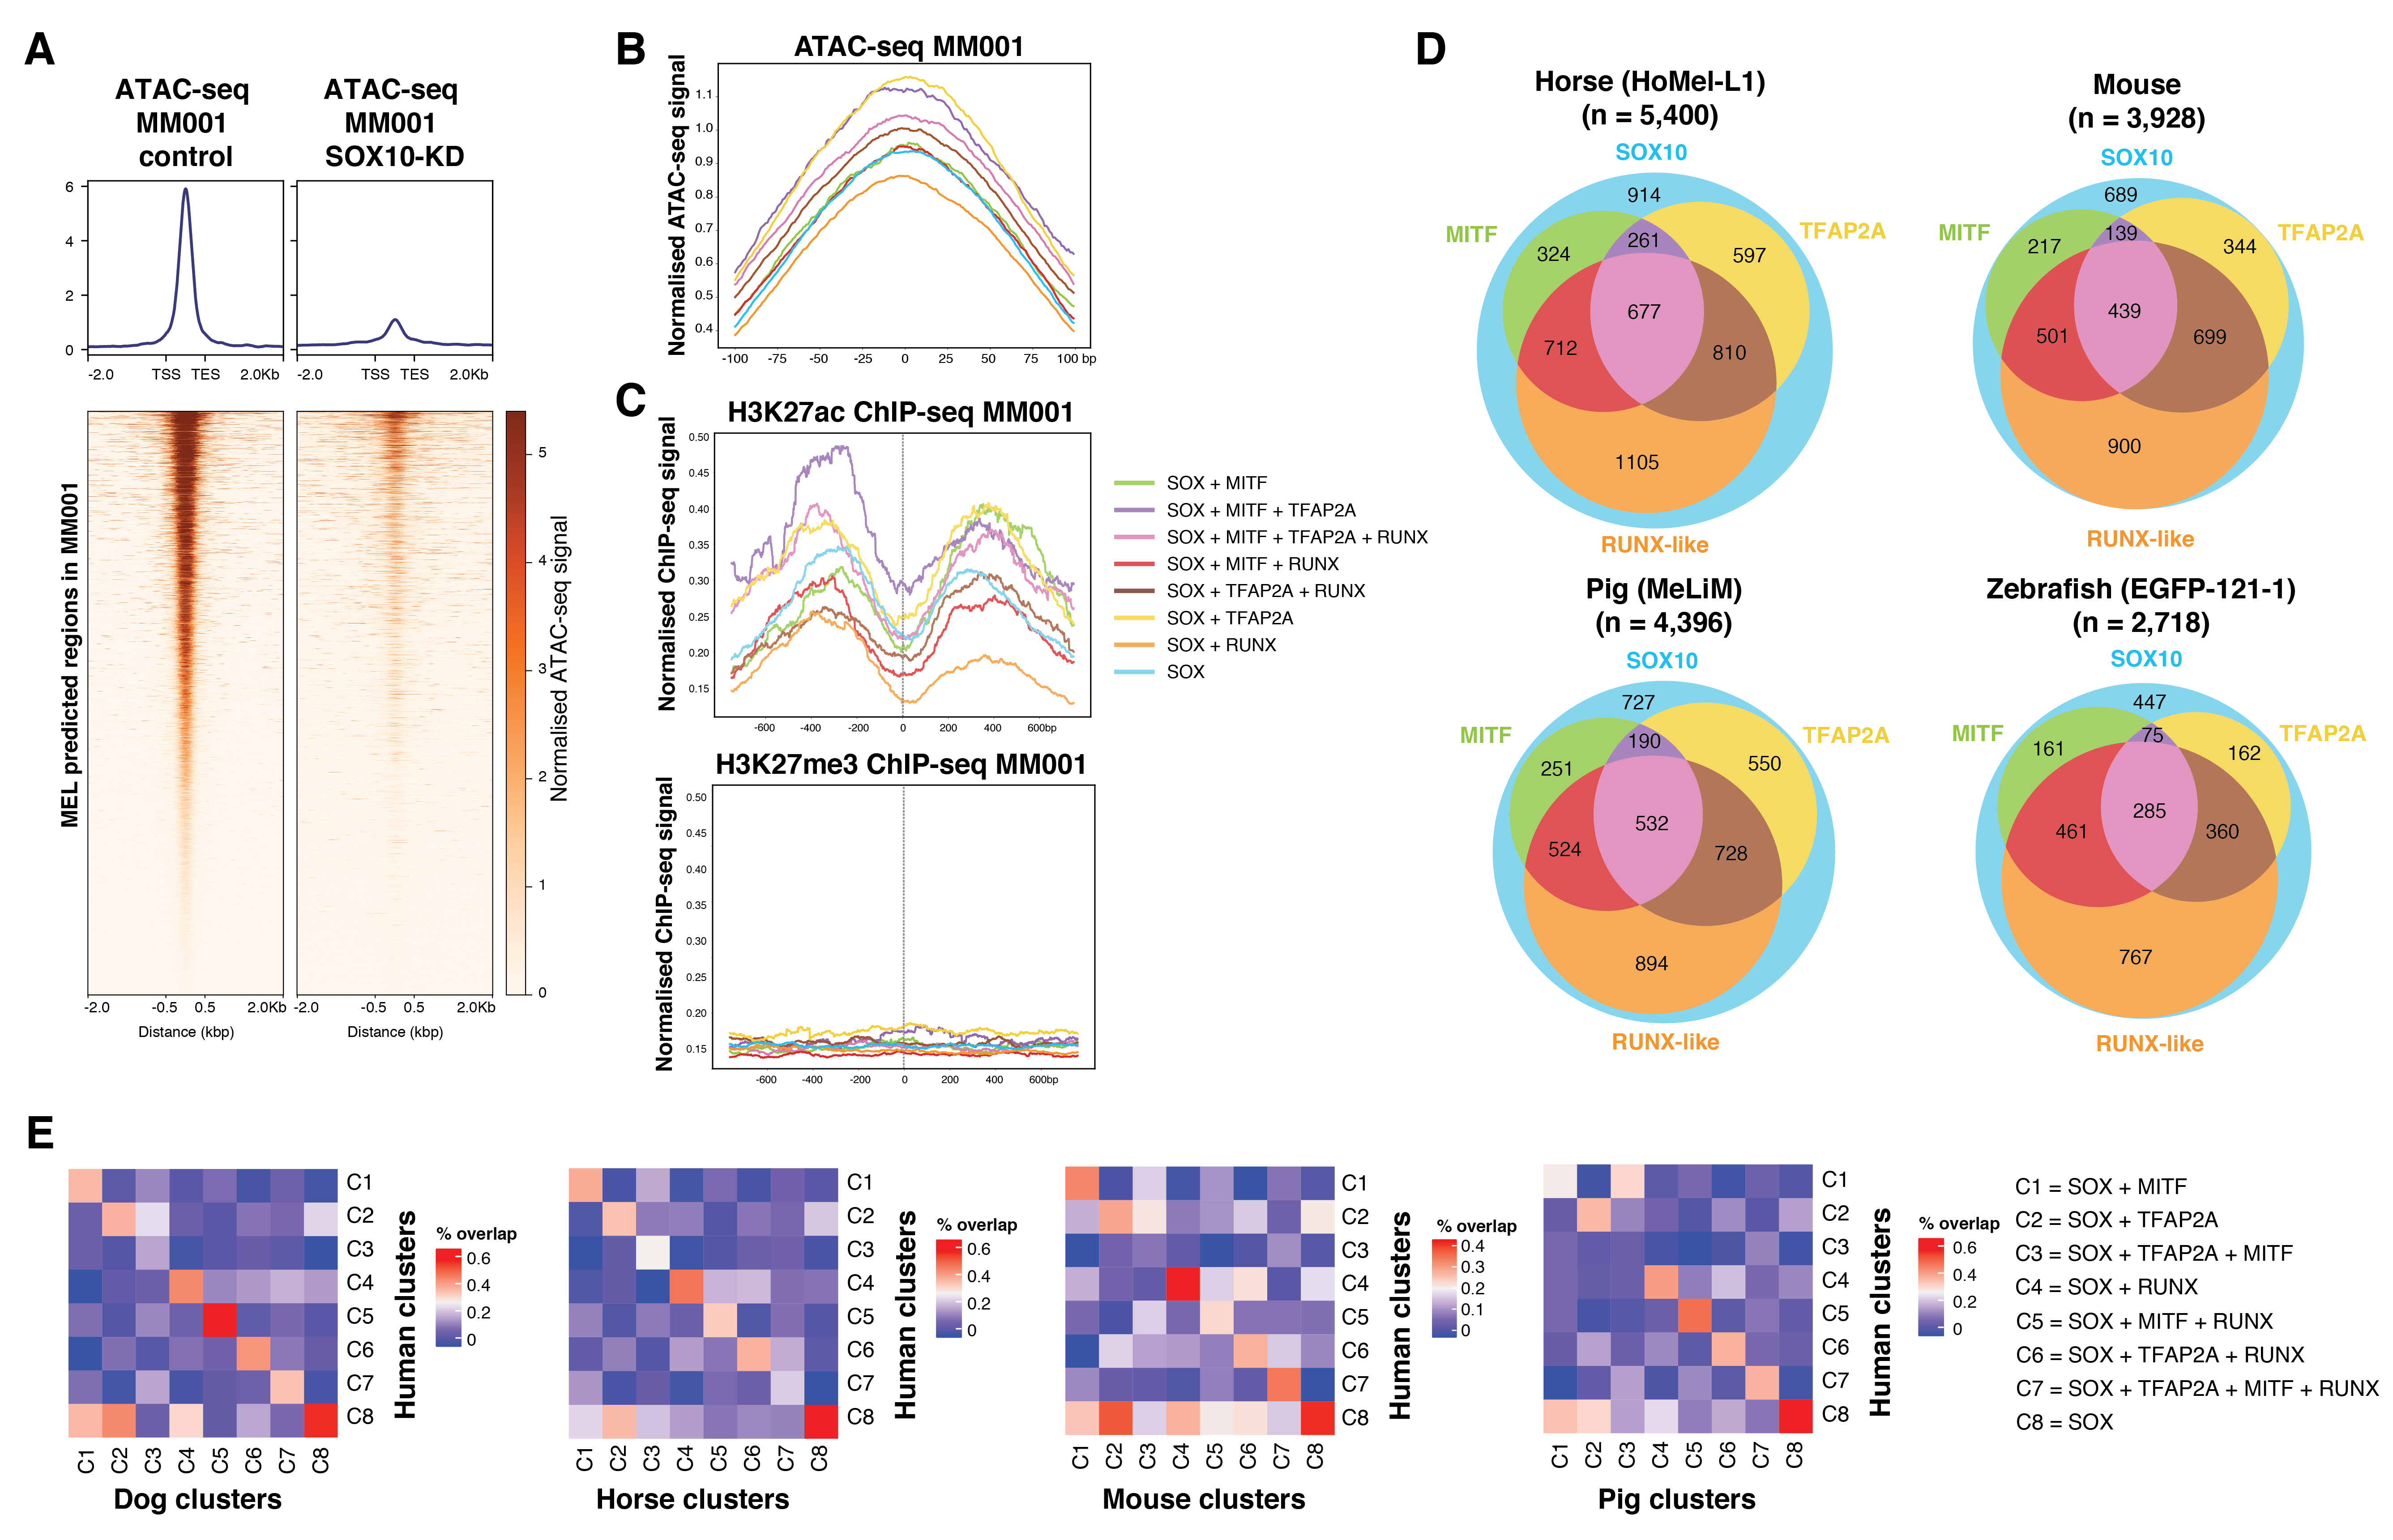 A
ATAC-seq
MM001
control
ATAC-seq
MM001
SOX10-KD
6
4
2
0
-2.0 TSS TES 2.0Kb
-2.0 TSS TES 2.0Kb
MEL predicted regions in MM001
-2.0 -0.5 0.5 2.0Kb
Distance (kbp)
-2.0 -0.5 0.5 2.0Kb
Distance (kbp)
5
4
3
2
1
0
Normalised ATAC-seq signal
B
ATAC-seq MM001
Normalised ATAC-seq signal
1.1
1.0
0.9
0.8
0.7
0.6
0.5
0.4
-100 -75 -50 -25 0 25 50 75 100 bp
C
H3K27ac ChIP-seq MM001
Normalised ChIP-seq signal
0.50
0.45
0.40
0.35
0.30
0.25
0.20
0.15
-600 -400 -200 0 200 400 600bp
SOX + MITF
SOX + MITF + TFAP2A
SOX + MITF + TFAP2A + RUNX
SOX + MITF + RUNX
SOX + TFAP2A + RUNX
SOX + TFAP2A
SOX + RUNX
SOX
H3K27me3 ChIP-seq MM001
Normalised ChIP-seq signal
0.50
0.45
0.40
0.35
0.30
0.25
0.20
0.15
-600 -400 -200 0 200 400 600bp
D
Horse (HoMel-L1)
(n = 5,400)
SOX10
914
MITF
TFAP2A
324
261
597
677
712
810
1105
RUNX-like
Mouse
(n = 3,928)
SOX10
689
MITF
TFAP2A
217
139
344
439
501
699
900
RUNX-like
Pig (MeLiM)
(n = 4,396)
SOX10
727
MITF
TFAP2A
251
190
550
532
524
728
894
RUNX-like
Zebrafish (EGFP-121-1)
(n = 2,718)
SOX10
447
MITF
TFAP2A
161
75
162
285
461
360
767
RUNX-like
E
C1
C2
C3
C4
C5
C6
C7
C8
Human clusters
C1 C2 C3 C4 C5 C6 C7 C8
Dog clusters
% overlap
0.6
0.4
0.2
0
C1
C2
C3
C4
C5
C6
C7
C8
Human clusters
C1 C2 C3 C4 C5 C6 C7 C8
Horse clusters
% overlap
0.6
0.4
0.2
0
C1
C2
C3
C4
C5
C6
C7
C8
Human clusters
C1 C2 C3 C4 C5 C6 C7 C8
Mouse clusters
% overlap
0.4
0.3
0.2
0.1
0
C1
C2
C3
C4
C5
C6
C7
C8
Human clusters
C1 C2 C3 C4 C5 C6 C7 C8
Pig clusters
% overlap
0.6
0.4
0.2
0
C1 = SOX + MITF
C2 = SOX + TFAP2A
C3 = SOX + TFAP2A + MITF
C4 = SOX + RUNX
C5 = SOX + MITF + RUNX
C6 = SOX + TFAP2A + RUNX
C7 = SOX + TFAP2A + MITF + RUNX
C8 = SOX